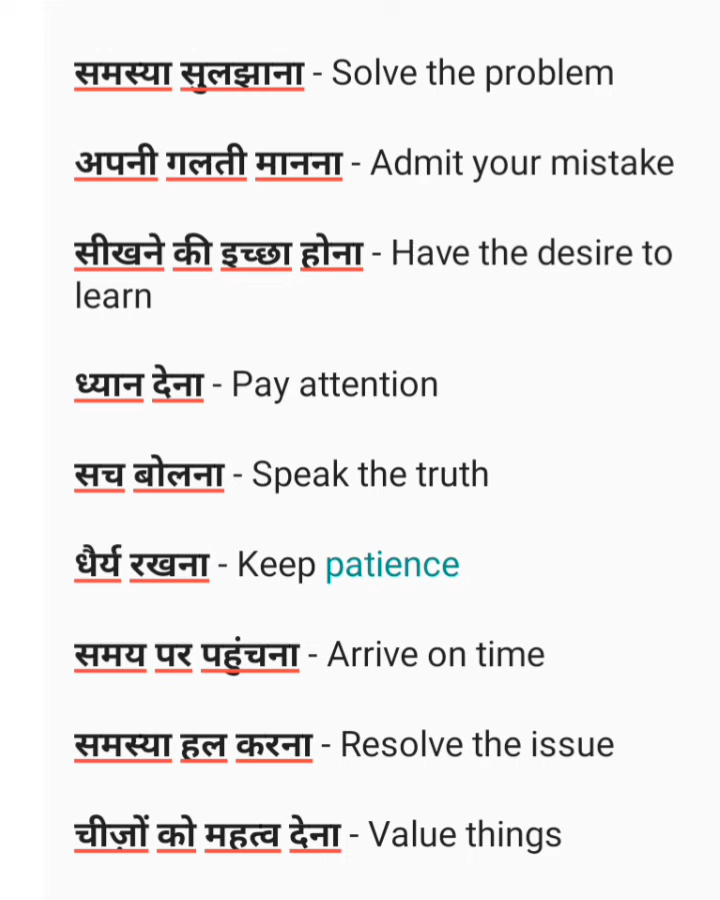 समस्या सुलझाना - Solve the problem
अपनी गलती मानना - Admit your mistake
सीखने की इच्छा होना - Have the desire to
learn
ध्यान देना - Pay attention
सच बोलना - Speak the truth
धैर्य रखना - Keep patience
समय पर पहुंचना - Arrive on time
समस्या हल करना - Resolve the issue
चीज़ों को महत्व देना - Value things